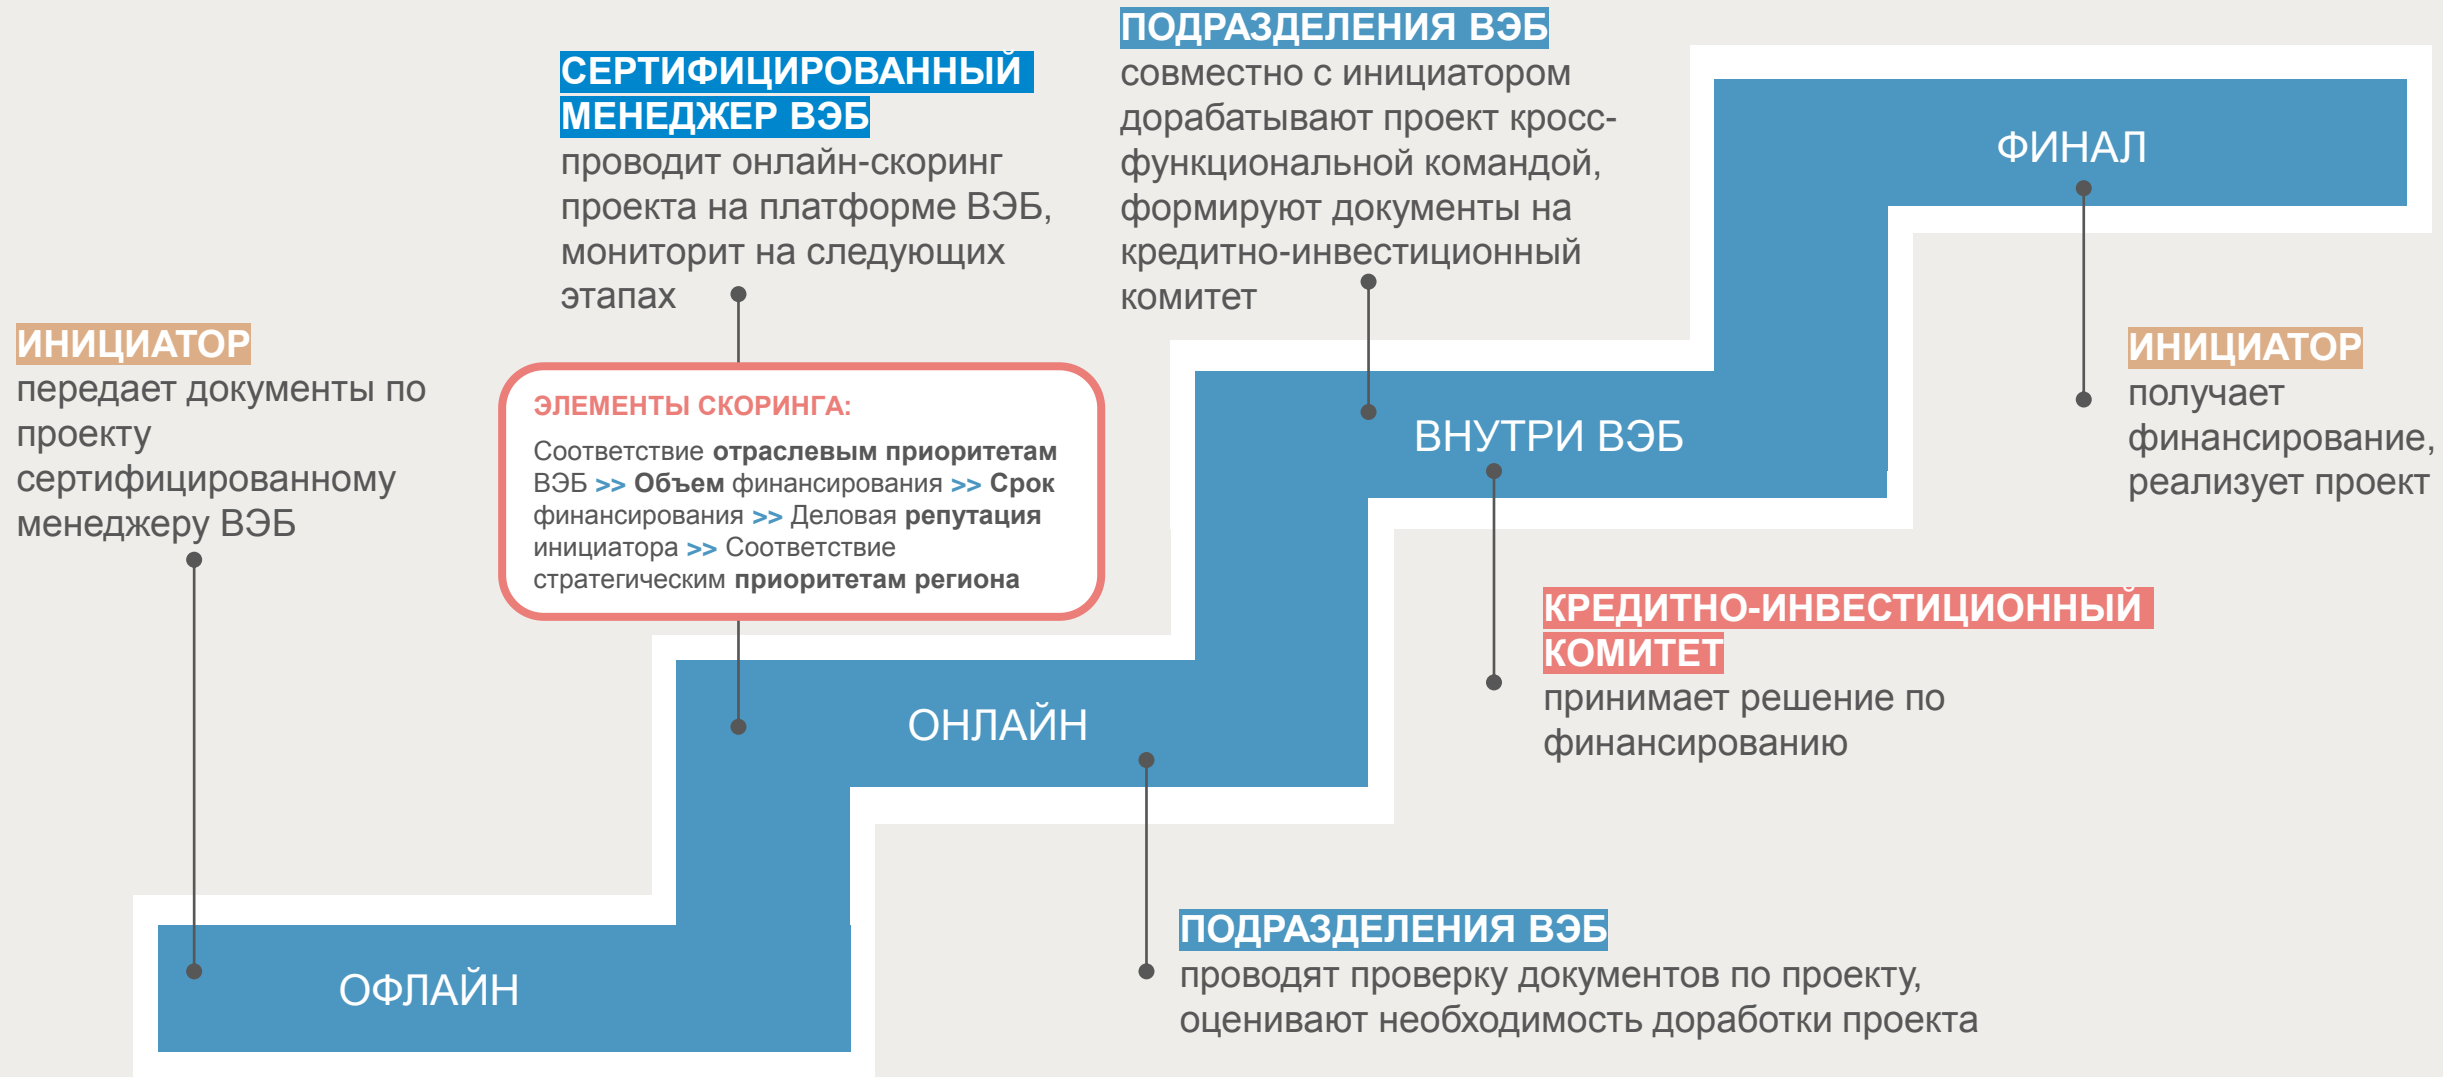 ИНИЦИАТОР
передает документы по
проекту
сертифицированному
менеджеру ВЭБ
СЕРТИФИЦИРОВАННЫЙ
МЕНЕДЖЕР ВЭБ
проводит онлайн-скоринг
проекта на платформе ВЭБ,
мониторит на следующих
этапах
ЭЛЕМЕНТЫ СКОРИНГА:
Соответствие отраслевым приоритетам
ВЭБ >> Объем финансирования >> Срок
финансирования >> Деловая репутация
инициатора >> Соответствие
стратегическим приоритетам региона
ПОДРАЗДЕЛЕНИЯ ВЭБ
совместно с инициатором
дорабатывают проект кросс-
функциональной командой,
формируют документы на
кредитно-инвестиционный
комитет
ФИНАЛ
ИНИЦИАТОР
получает
финансирование,
реализует проект
ВНУТРИ ВЭБ
КРЕДИТНО-ИНВЕСТИЦИОННЫЙ
КОМИТЕТ
принимает решение по
финансированию
ОНЛАЙН
ПОДРАЗДЕЛЕНИЯ ВЭБ
проводят проверку документов по проекту,
оценивают необходимость доработки проекта
ОФЛАЙН